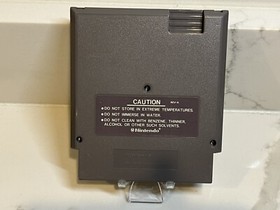 CAUTION
•DO NOT STORE IN EXTREME TEMPERATURES.
•DO NOT IMMERSE IN WATER.
•DO NOT CLEAN WITH BENZENE, THINNER,
ALCOHOL OR OTHER SUCH SOLVENTS.
Nintendo